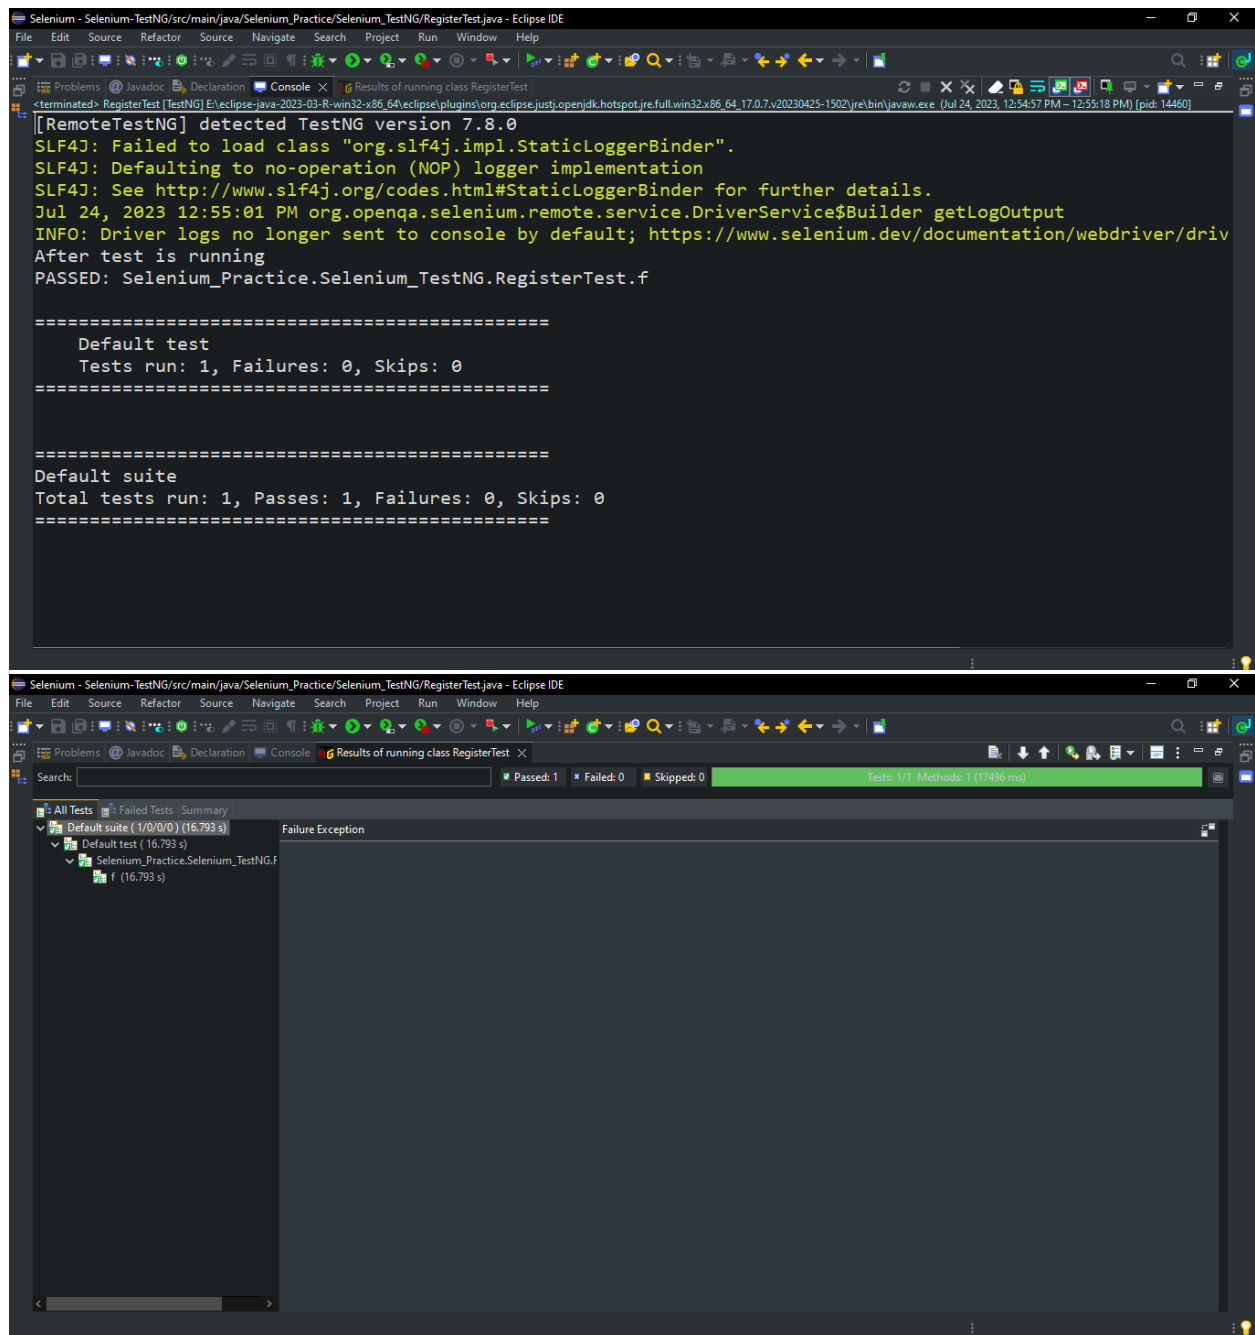 Selenium - Selenium-TestNG/src/main/java/Selenium_Practice/Selenium_TestNG/RegisterTest.java - Eclipse IDE
File Edit Source Refactor Source Navigate Search Project Run Window Help
Problems Javadoc Declaration Console Results of running class RegisterTest
<terminated> RegisterTest [TestNG] E:\eclipse-java-2023-03-R-win32-x86_64\eclipse\plugins\org.eclipse.justj.openjdk.hotspot.jre.full.win32.x86_64_17.0.7.v20230425-1502\jre\bin\javaw.exe (Jul 24, 2023, 12:54:57 PM – 12:55:18 PM) [pid: 14460]
[RemoteTestNG] detected TestNG version 7.8.0
SLF4J: Failed to load class "org.slf4j.impl.StaticLoggerBinder".
SLF4J: Defaulting to no-operation (NOP) logger implementation
SLF4J: See http://www.slf4j.org/codes.html#StaticLoggerBinder for further details.
Jul 24, 2023 12:55:01 PM org.openqa.selenium.remote.service.DriverService$Builder getLogOutput
INFO: Driver logs no longer sent to console by default; https://www.selenium.dev/documentation/webdriver/driv
After test is running
PASSED: Selenium_Practice.Selenium_TestNG.RegisterTest.f
===============================================
Default test
Tests run: 1, Failures: 0, Skips: 0
===============================================
===============================================
Default suite
Total tests run: 1, Passes: 1, Failures: 0, Skips: 0
===============================================
Selenium - Selenium-TestNG/src/main/java/Selenium_Practice/Selenium_TestNG/RegisterTest.java - Eclipse IDE
File Edit Source Refactor Source Navigate Search Project Run Window Help
Problems Javadoc Declaration Console Results of running class RegisterTest
Search: Passed: 1 Failed: 0 Skipped: 0 Tests: 1/1 Methods: 1 (17496 ms)
All Tests Failed Tests Summary
Default suite ( 1/0/0/0 ) (16.793 s) Failure Exception
Default test ( 16.793 s)
Selenium_Practice.Selenium_TestNG.F
f (16.793 s)